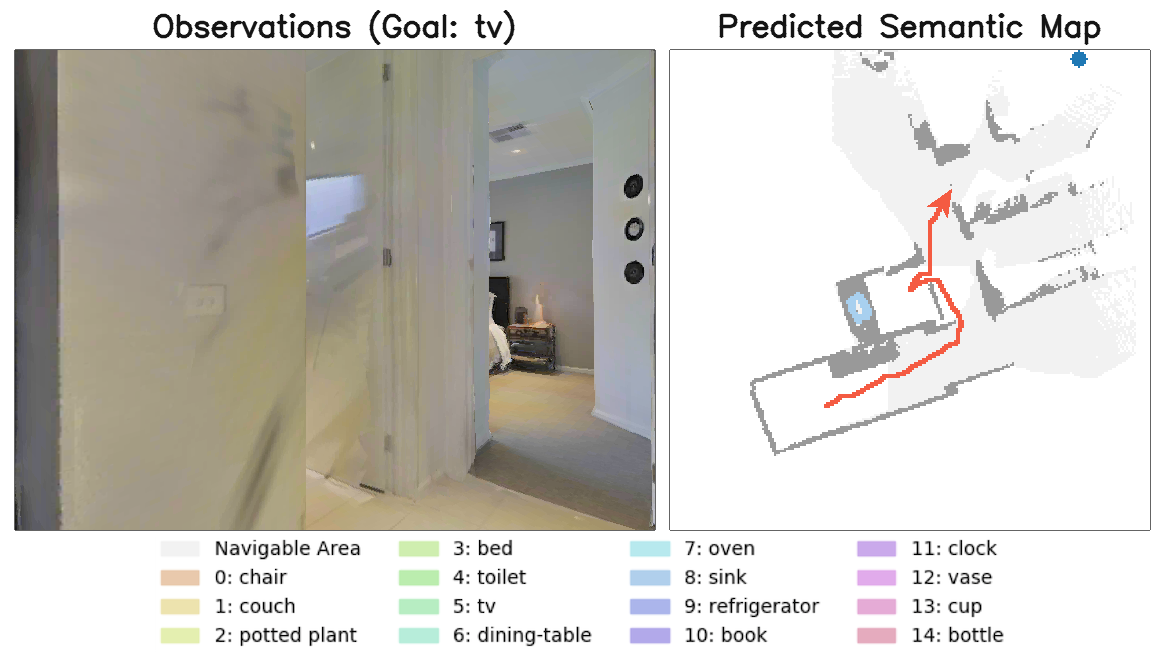 Observations (Goal: tv)
Predicted Semantic Map
Navigable Area
0: chair
1: couch
2: potted plant
3: bed
4: toilet
5: tv
6: dining-table
7: oven
8: sink
9: refrigerator
10: book
11: clock
12: vase
13: cup
14: bottle